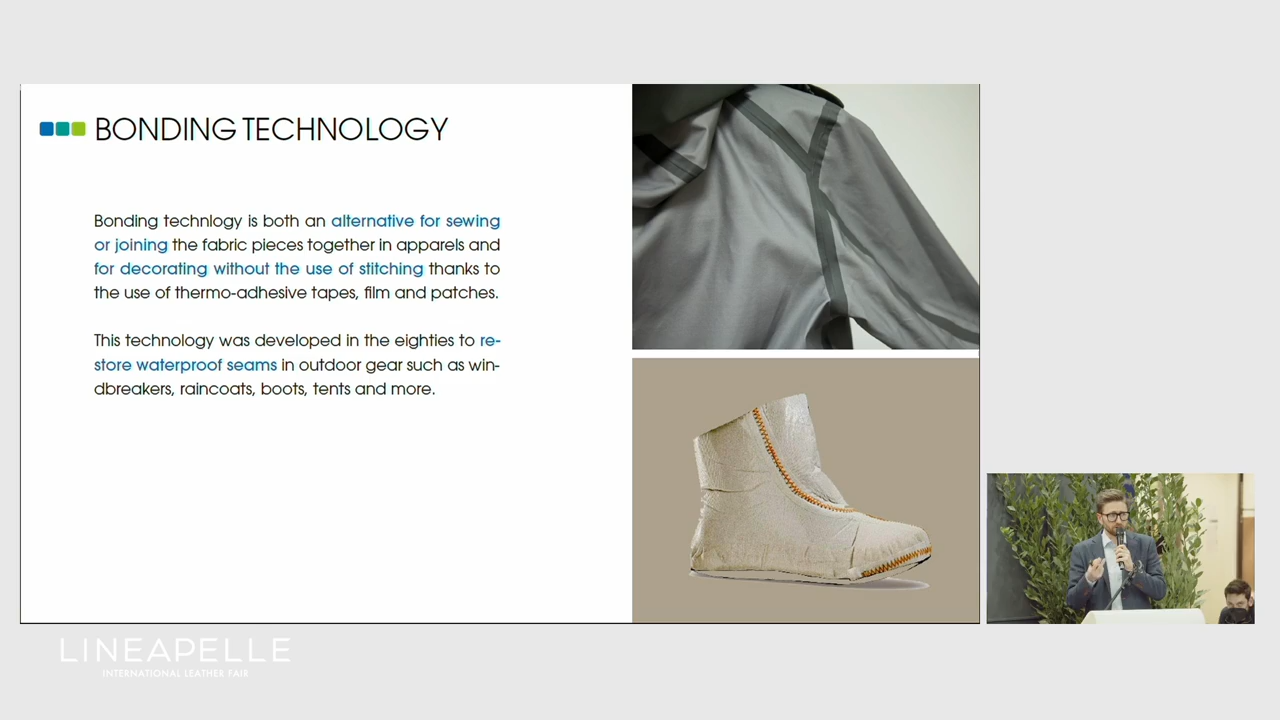 BONDING TECHNOLOGY
Bonding technlogy is both an alternative for sewing
or joining the fabric pieces together in apparels and
for decorating without the use of stitching thanks to
the use of thermo-adhesive tapes, film and patches.
This technology was developed in the eighties to re-
store waterproof seams in outdoor gear such as win-
dbreakers, raincoats, boots, tents and more.
LINEAPELLE
INTERNATIONAL LEATHER FAIR